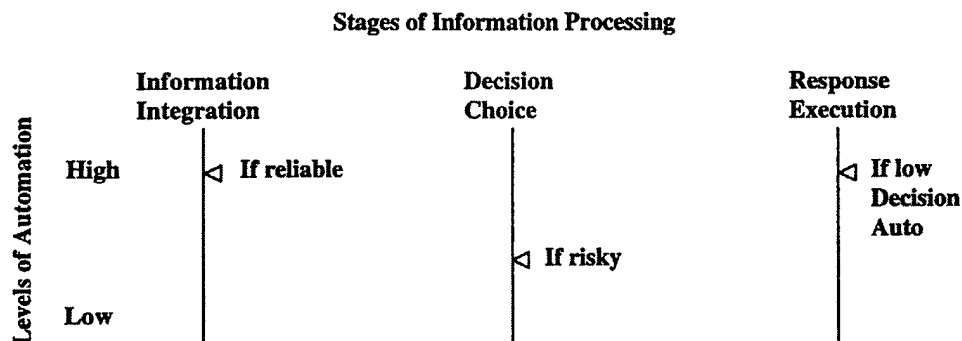 Stages of Information Processing
Information
Integration
Decision
Choice
Response
Execution
Levels of Automation
High
If reliable
If low
Decision
Auto
If risky
Low